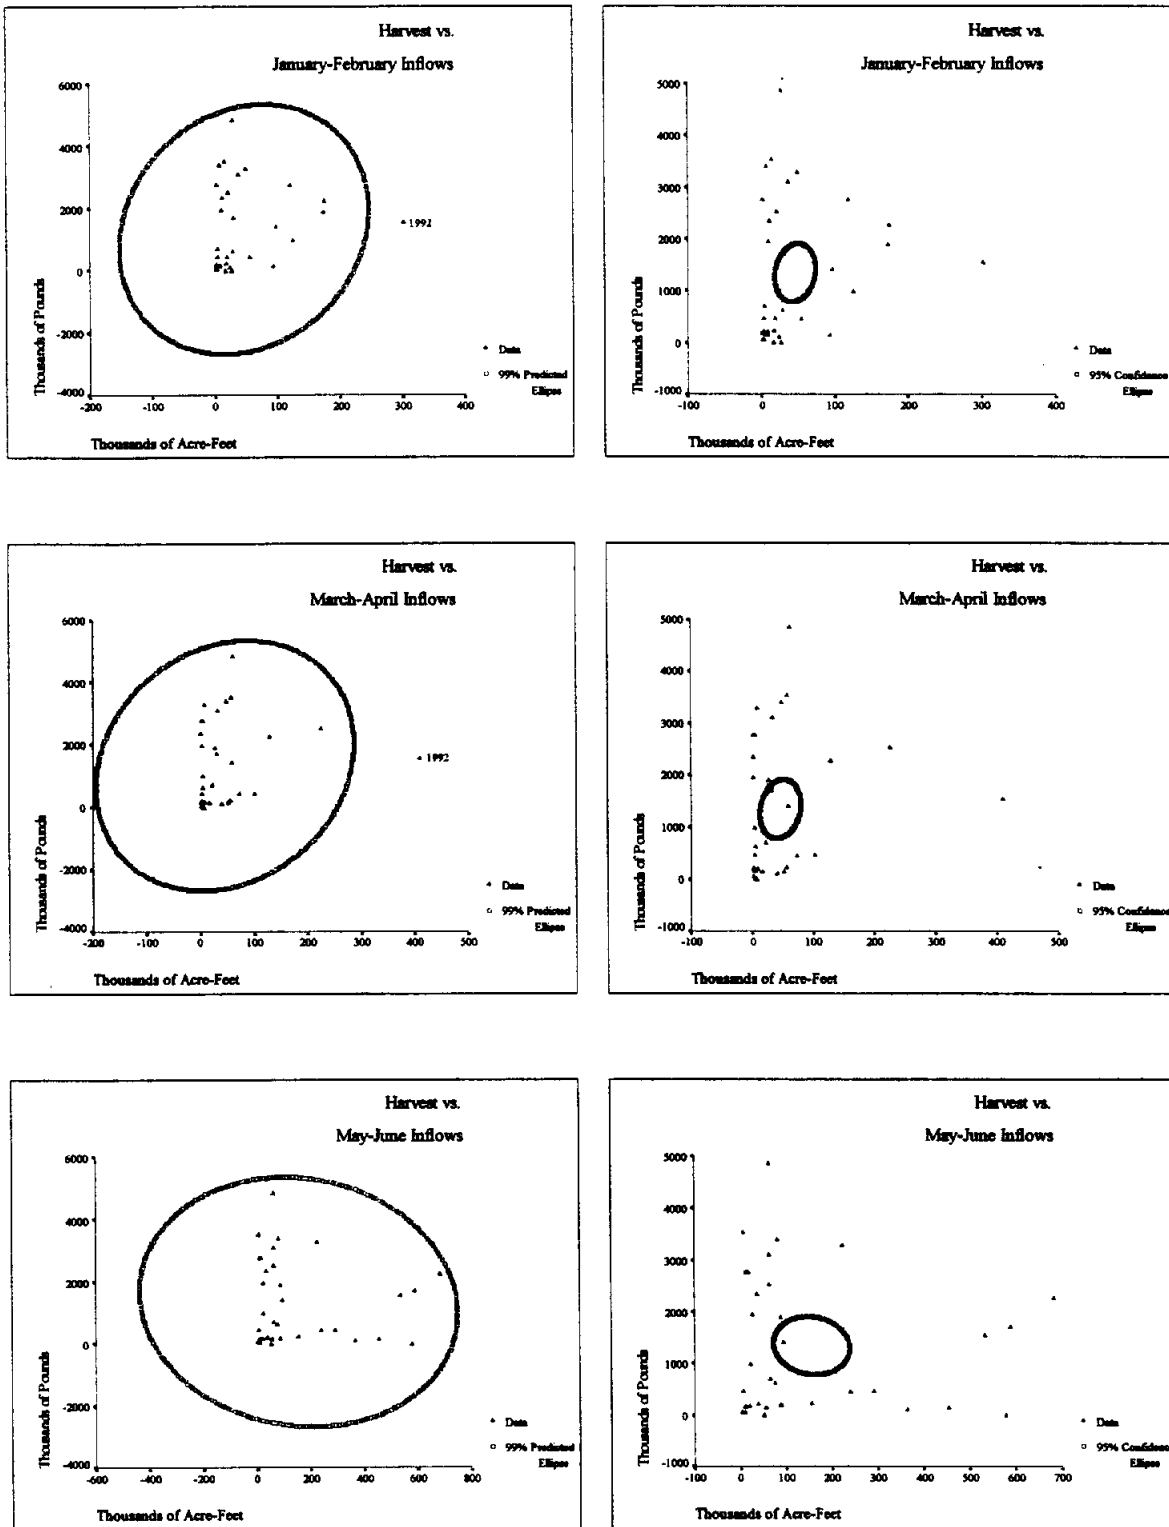 Harvest vs.
January-February Inflows
6000
4000
2000
0
-2000
-4000
-200
-100
0
100
200
300
400
1992
Thousands of Pounds
Data
99% Predicted
Ellipse
Thousands of Acre-Feet
Harvest vs.
January-February Inflows
5000
4000
3000
2000
1000
0
-1000
-100
0
100
200
300
400
Thousands of Pounds
Data
95% Confidence
Ellipse
Thousands of Acre-Feet
Harvest vs.
March-April Inflows
6000
4000
2000
0
-2000
-4000
-200
-100
0
100
200
300
400
500
1992
Thousands of Pounds
Data
99% Predicted
Ellipse
Thousands of Acre-Feet
Harvest vs.
March-April Inflows
5000
4000
3000
2000
1000
0
-1000
-100
0
100
200
300
400
500
Thousands of Pounds
Data
95% Confidence
Ellipse
Thousands of Acre-Feet
Harvest vs.
May-June Inflows
6000
4000
2000
0
-2000
-4000
-600
-400
-200
0
200
400
600
800
Thousands of Pounds
Data
99% Predicted
Ellipse
Thousands of Acre-Feet
Harvest vs.
May-June Inflows
5000
4000
3000
2000
1000
0
-1000
-100
0
100
200
300
400
500
600
700
Thousands of Pounds
Data
95% Confidence
Ellipse
Thousands of Acre-Feet